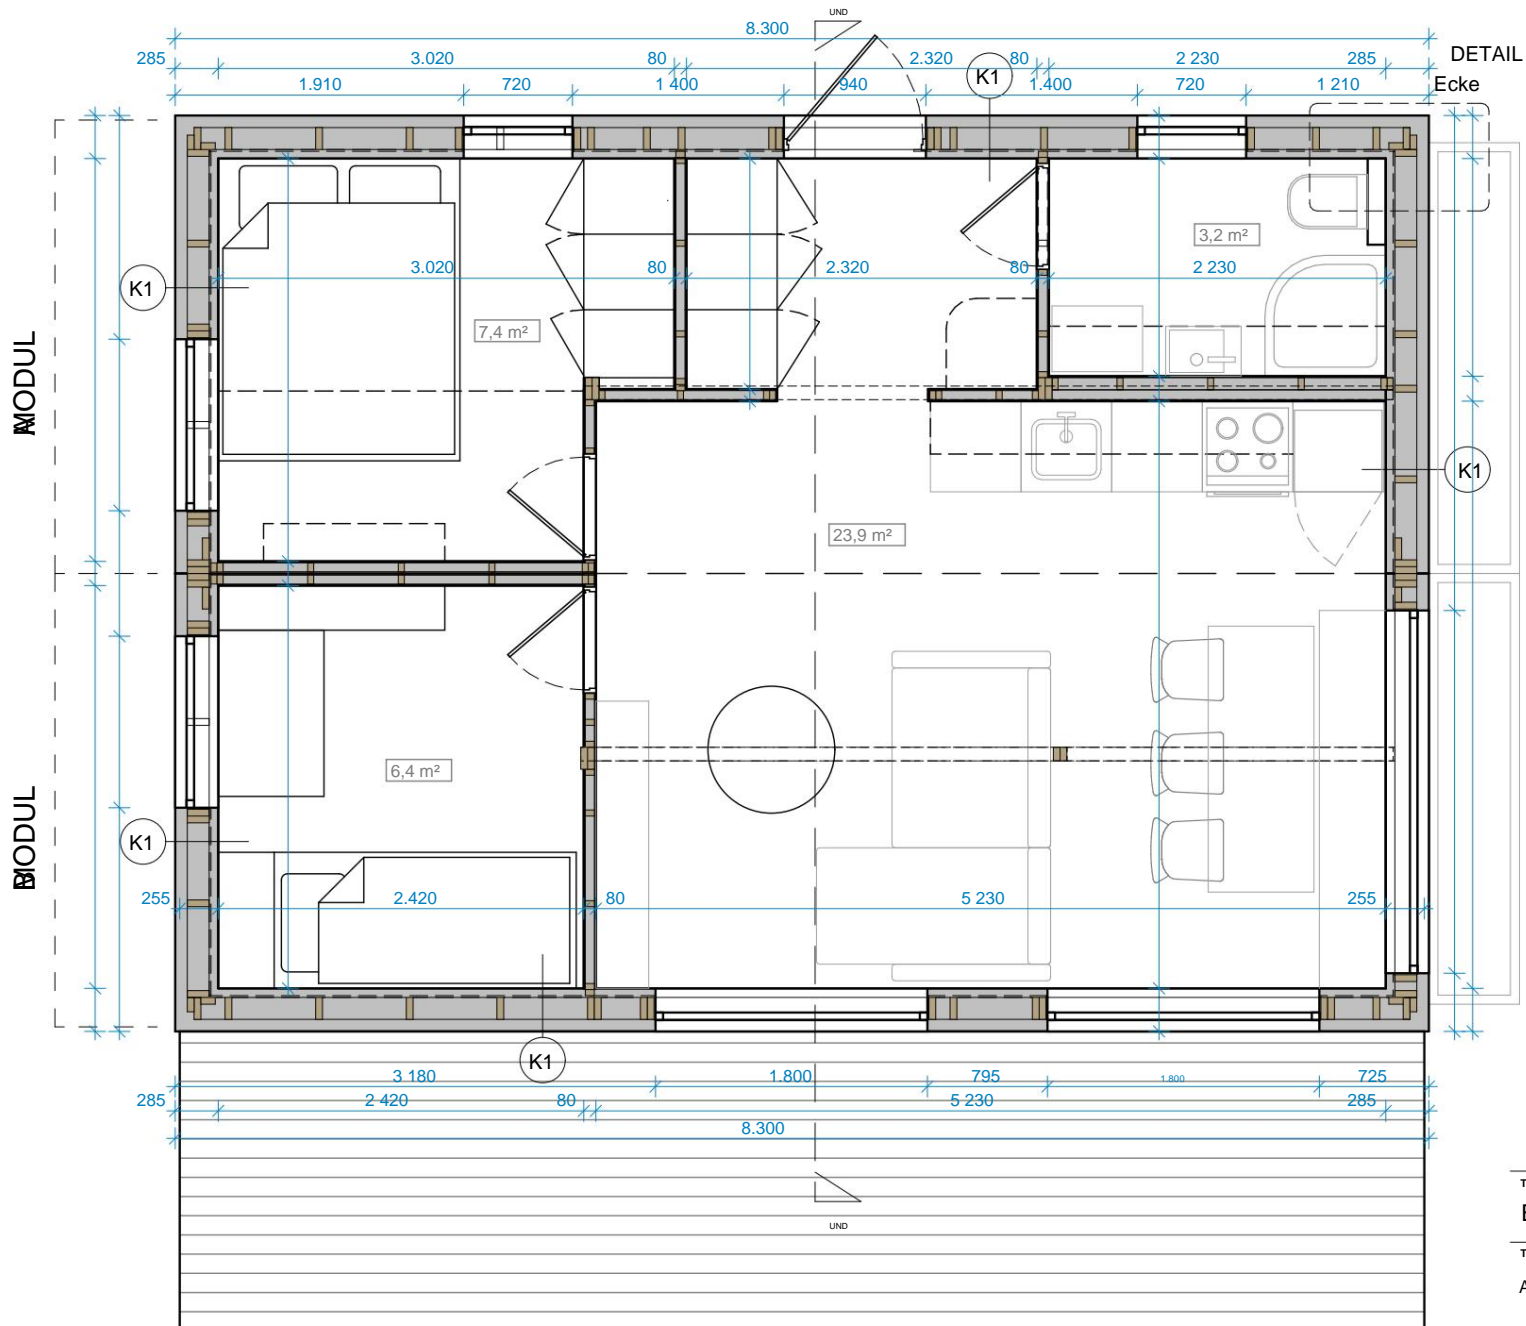 UND
8.300
285 3.020 80 2.320 80 2 230 285
DETAIL
Ecke
1.910 720 1 400 940 1.400 720 1 210
K1
3,2 m²
3.020 80 2.320 80 2 230
K1
7,4 m²
MODUL
K1
23,9 m²
6,4 m²
MODUL
K1
255 2.420 80 5 230 255
K1
3 180 1.800 795 1.800 725
285 2 420 80 5 230 285
8.300
UND